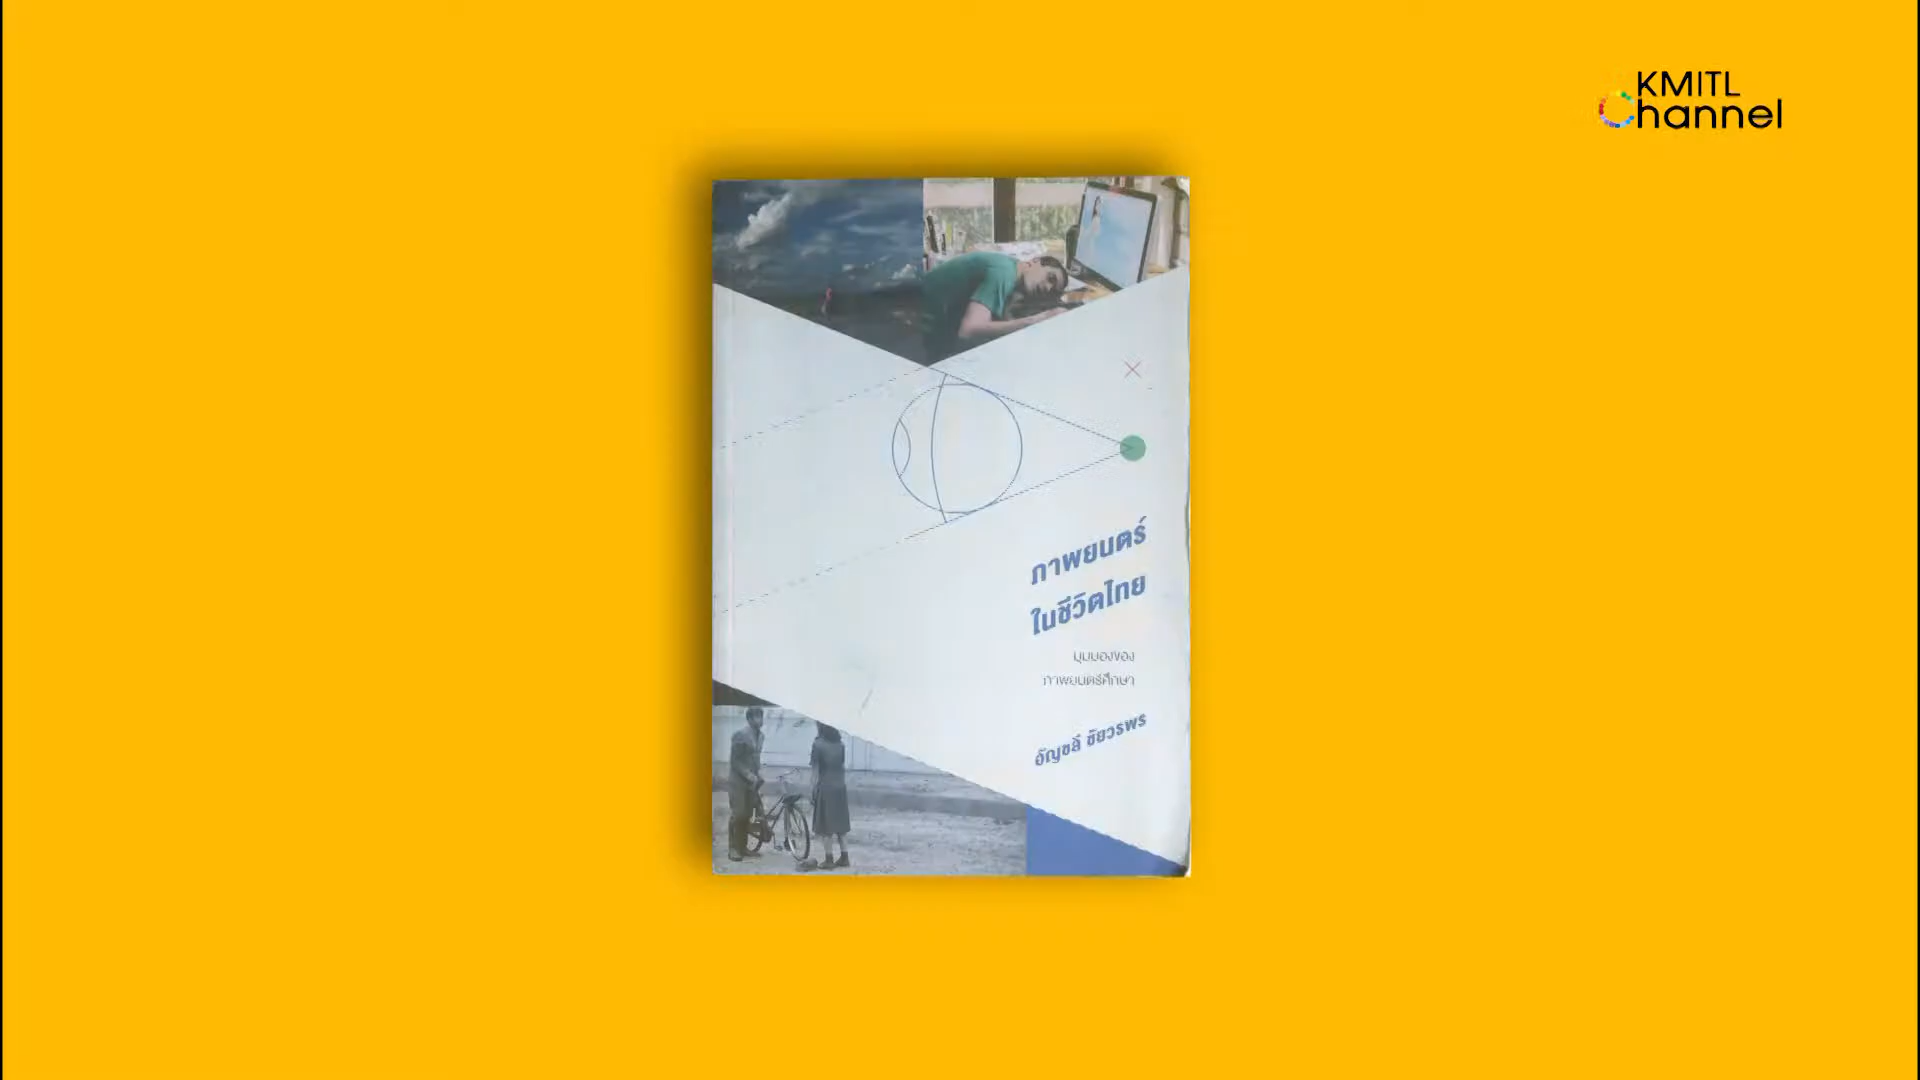 KMITL
Channel
ภาพยนตร์
ในชีวิตไทย
มุมมองของ
ภาพยนตร์ศึกษา
อัญชลี ชัยวรพร